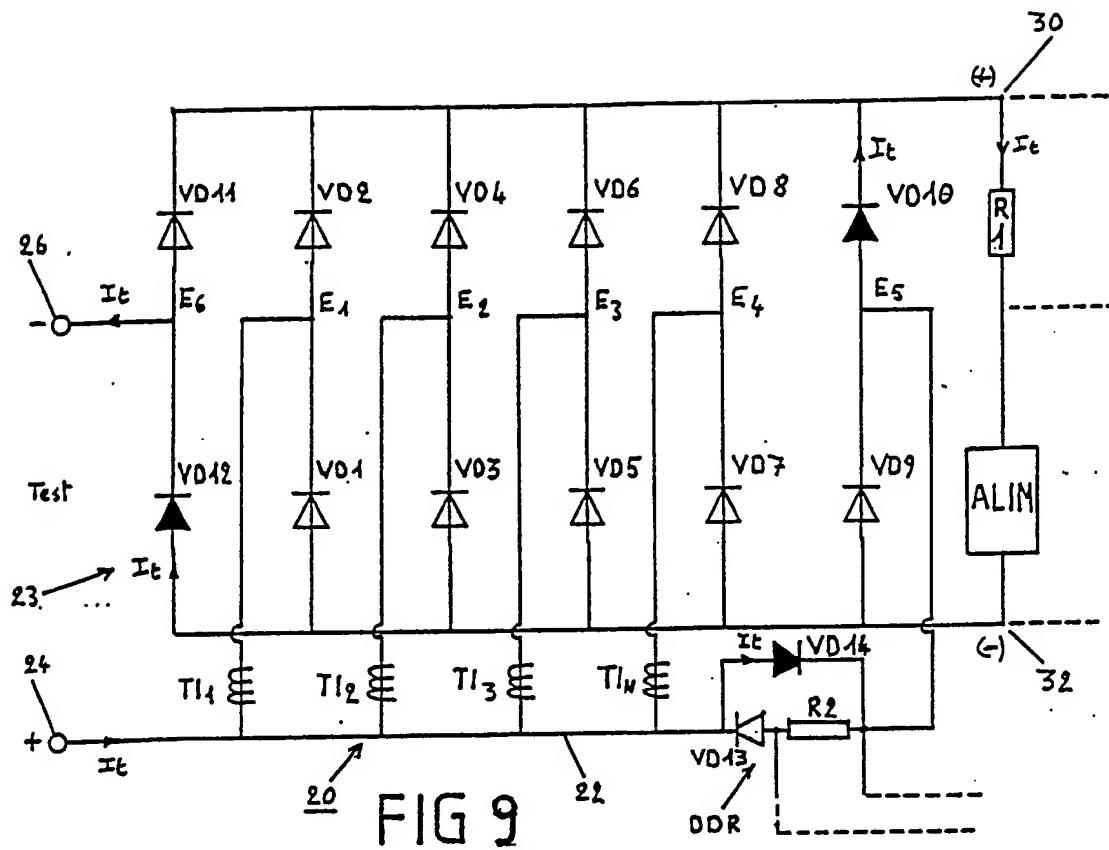 30
(+)
It
It
VD11
VD2
VD4
VD6
VD8
VD10
R1
26
It
-
E6
E1
E2
E3
E4
E5
Test
VD12
VD1
VD3
VD5
VD7
VD9
ALIM
23
It
...
(-)
32
24
TI1
TI2
TI3
TIN
It
VD14
R2
+
It
20
22
VD13
DDR
FIG 9